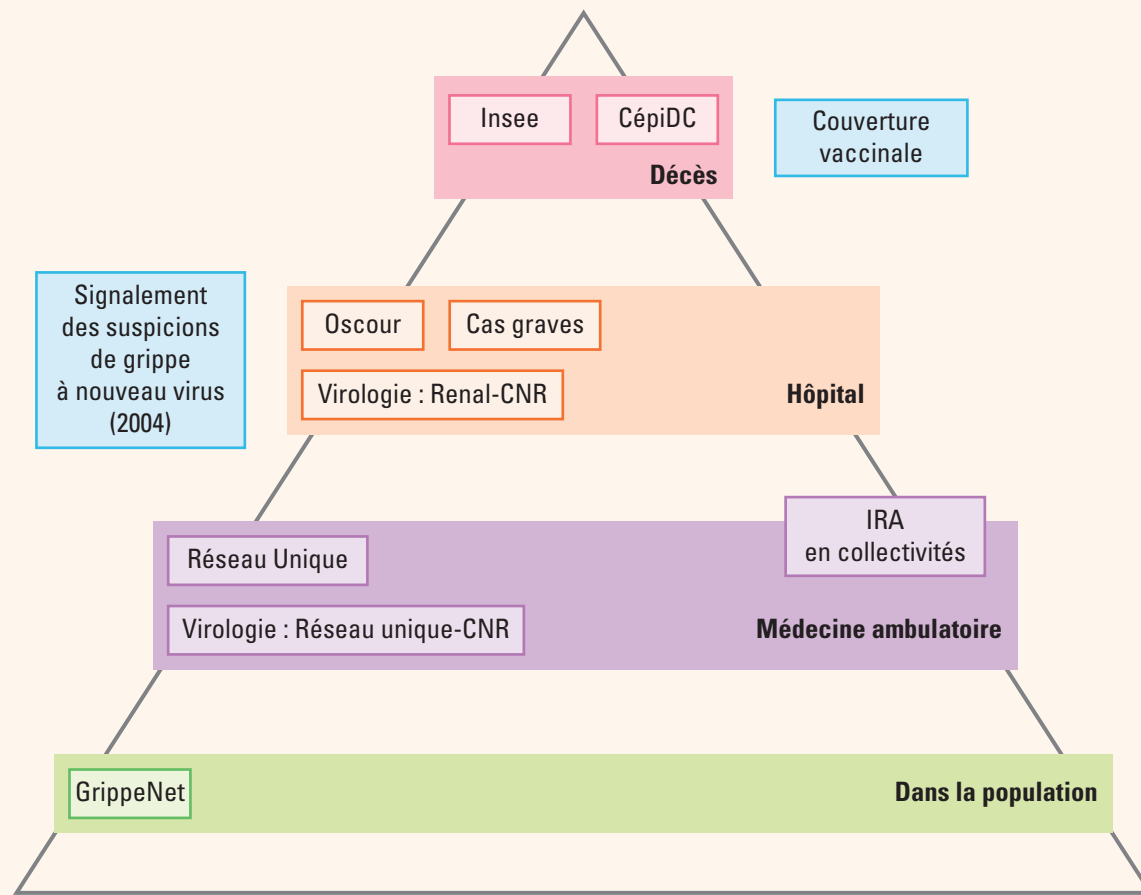 Insee
CépiDC
Décès
Couverture
vaccinale
Signalement
des suspicions
de grippe
à nouveau virus
(2004)
Oscour
Cas graves
Virologie : Renal-CNR
Hôpital
IRA
en collectivités
Réseau Unique
Virologie : Réseau unique-CNR
Médecine ambulatoire
GrippeNet
Dans la population